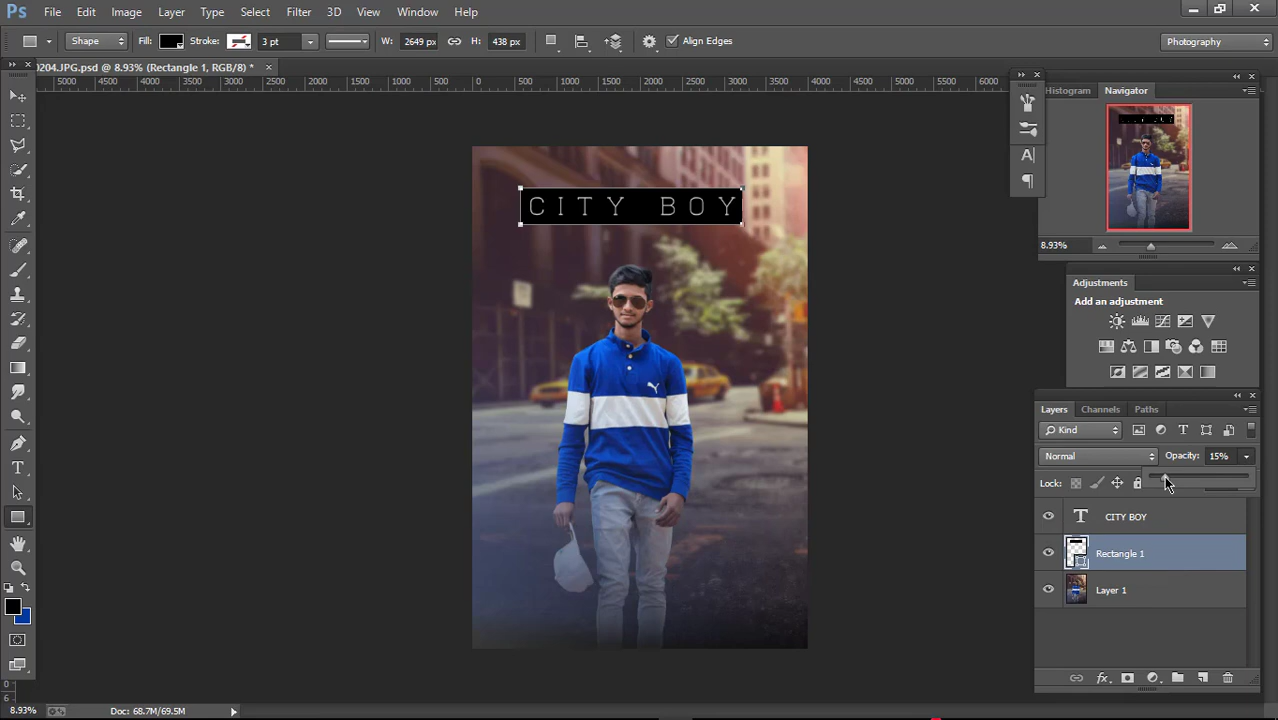 Ps File Edit Image Layer Type Select Filter 3D View Window Help
Shape Fill: Stroke: 3 pt W: 2649 px H: 438 px Align Edges Photography
0204.JPG.psd @ 8.93% (Rectangle 1, RGB/8) *
5000 4500 4000 3500 3000 2500 2000 1500 1000 500 0 500 1000 1500 2000 2500 3000 3500 4000 4500 5000 5500 6000
Histogram Navigator
CITY BOY
8.93%
Adjustments
Add an adjustment
Layers Channels Paths
Kind
Normal Opacity: 15%
Lock:
CITY BOY
Rectangle 1
Layer 1
8.93% Doc: 68.7M/69.5M